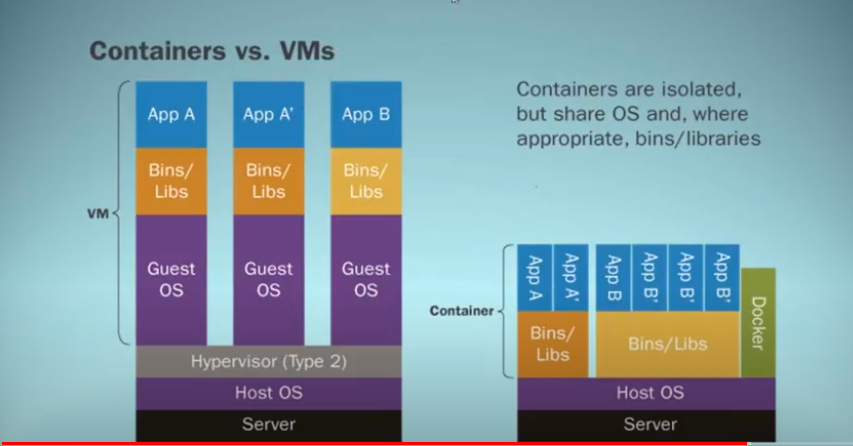 Containers vs. VMs
Containers are isolated,
but share OS and, where
appropriate, bins/libraries
VM
App A
App A'
App B
Bins/
Libs
Bins/
Libs
Bins/
Libs
Guest
OS
Guest
OS
Guest
OS
Hypervisor (Type 2)
Host OS
Server
Container
App A
App A'
App B
App B'
App B'
App B'
Docker
Bins/
Libs
Bins/Libs
Host OS
Server